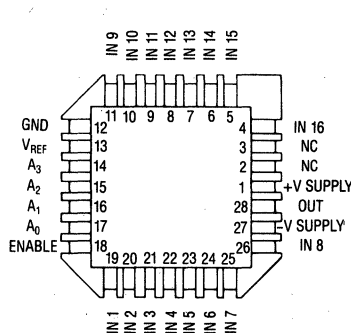 IN 9
IN 10
IN 11
IN 12
IN 13
IN 14
IN 15
11 10 9 8 7 6 5
GND 12 4 IN 16
VREF 13 3 NC
A3 14 2 NC
A2 15 1 +V SUPPLY
A1 16 28 OUT
A0 17 27 -V SUPPLY
ENABLE 18 26 IN 8
19 20 21 22 23 24 25
IN 1
IN 2
IN 3
IN 4
IN 5
IN 6
IN 7